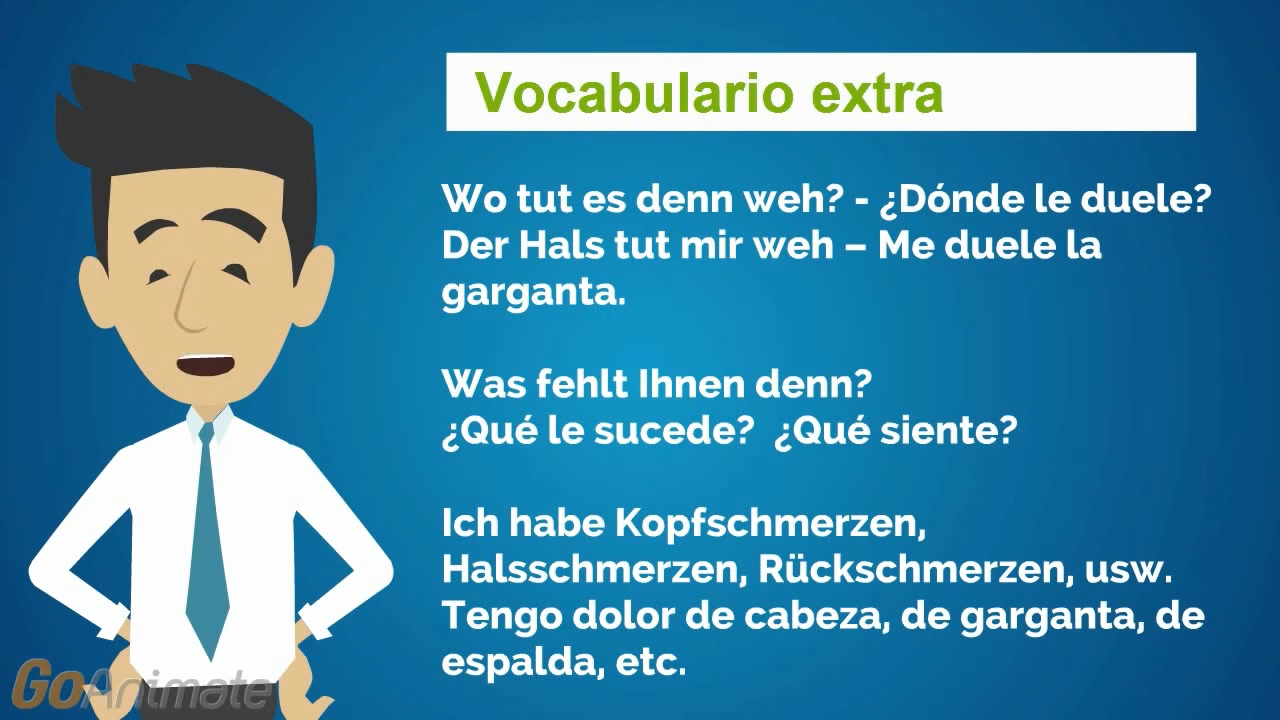 Vocabulario extra
Wo tut es denn weh? - ¿Dónde le duele?
Der Hals tut mir weh – Me duele la
garganta.
Was fehlt Ihnen denn?
¿Qué le sucede? ¿Qué siente?
Ich habe Kopfschmerzen,
Halsschmerzen, Rückschmerzen, usw.
Tengo dolor de cabeza, de garganta, de
espalda, etc.
GoAnimate